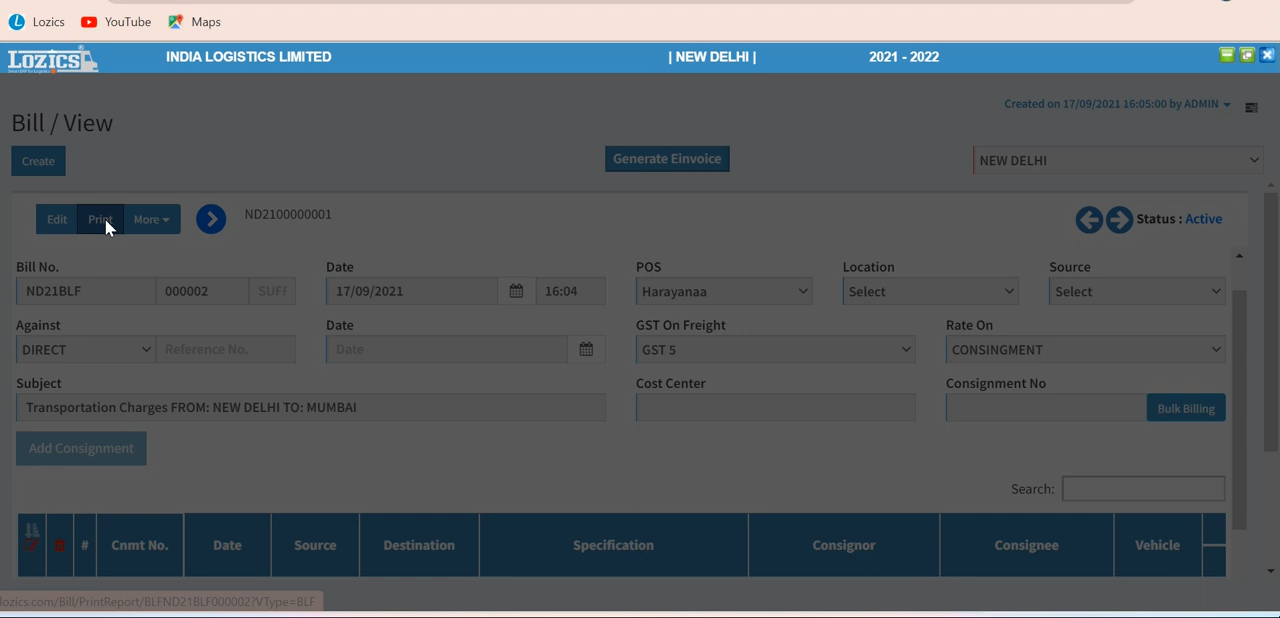 Lozics YouTube Maps
LOZICS INDIA LOGISTICS LIMITED | NEW DELHI | 2021 - 2022
Created on 17/09/2021 16:05:00 by ADMIN
Bill / View
Create Generate Einvoice NEW DELHI
Edit Print More ND2100000001 Status : Active
Bill No. Date POS Location Source
ND21BLF 000002 SUFF 17/09/2021 16:04 Harayanaa Select Select
Against Date GST On Freight Rate On
DIRECT Reference No. Date GST 5 CONSINGMENT
Subject Cost Center Consignment No
Transportation Charges FROM: NEW DELHI TO: MUMBAI Bulk Billing
Add Consignment
Search:
# Cnmt No. Date Source Destination Specification Consignor Consignee Vehicle
lozics.com/Bill/PrintReport/BLFND21BLF000002?VType=BLF